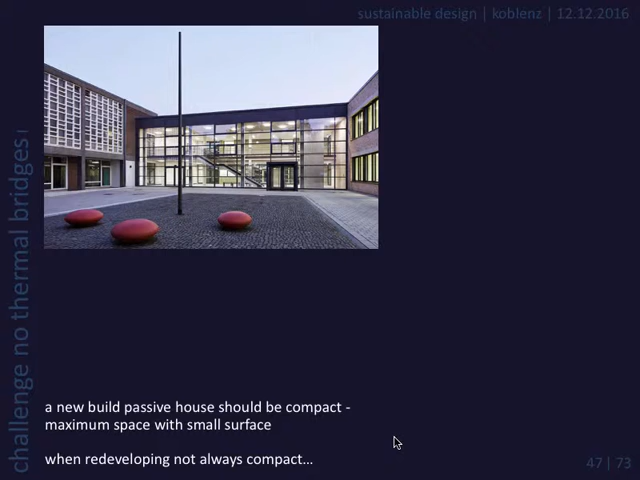 sustainable design | koblenz | 12.12.2016
challenge no thermal bridges |
a new build passive house should be compact -
maximum space with small surface
when redeveloping not always compact...
47 | 73